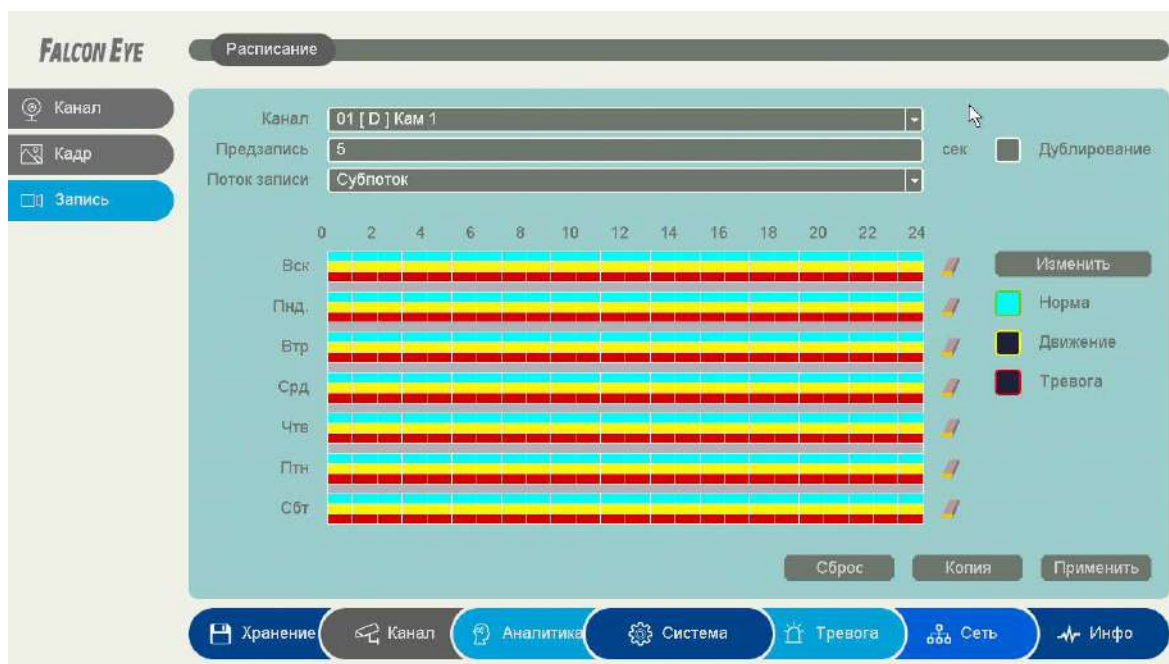 FALCON EYE
Расписание
Канал
Кадр
Запись
Канал 01 [ D ] Кам 1
Предзапись 5 сек Дублирование
Поток записи Субпоток
0 2 4 6 8 10 12 14 16 18 20 22 24
Вск Изменить
Пнд. Норма
Втр Движение
Срд Тревога
Чтв
Птн
Сбт
Сброс Копия Применить
Хранение Канал Аналитика Система Тревога Сеть Инфо